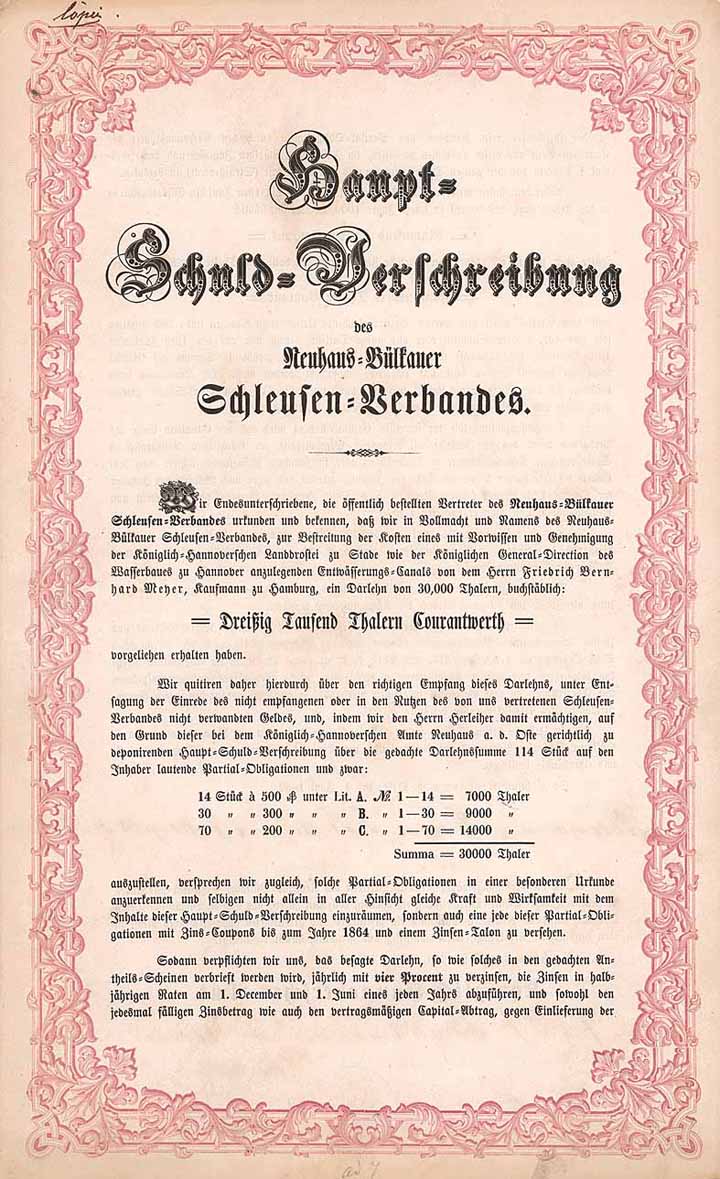 Copie.
Haupt-
Schuld-Verschreibung
des
Neuhaus-Bülkauer
Schleusen-Verbandes.
Wir Endesunterschriebene, die öffentlich bestellten Vertreter des Neuhaus-Bülkauer
Schleusen-Verbandes urkunden und bekennen, daß wir in Vollmacht und Namens des Neuhaus-
Bülkauer Schleusen-Verbandes, zur Bestreitung der Kosten eines mit Vorwissen und Genehmigung
der Königlich-Hannoverschen Landdrostei zu Stade wie der Königlichen General-Direction des
Wasserbaues zu Hannover anzulegenden Entwässerungs-Canals von dem Herrn Friedrich Bern-
hard Meyer, Kaufmann zu Hamburg, ein Darlehn von 30,000 Thalern, buchstäblich:
= Dreißig Tausend Thalern Courantwerth =
vorgeliehen erhalten haben.
Wir quitiren daher hierdurch über den richtigen Empfang dieses Darlehns, unter Ent-
sagung der Einrede des nicht empfangenen oder in den Nutzen des von uns vertretenen Schleusen-
Verbandes nicht verwandten Geldes, und, indem wir den Herrn Herleiher damit ermächtigen, auf
den Grund dieser bei dem Königlich-Hannoverschen Amte Neuhaus a. d. Oste gerichtlich zu
deponirenden Haupt-Schuld-Verschreibung über die gedachte Darlehnssumme 114 Stück auf den
Inhaber lautende Partial-Obligationen und zwar:
14 Stück à 500 ₰ unter Lit. A. No. 1—14 = 7000 Thaler
30 „ „ 300 „ „ „ B. „ 1—30 = 9000 „
70 „ „ 200 „ „ „ C. „ 1—70 = 14000 „
Summa = 30000 Thaler
auszustellen, versprechen wir zugleich, solche Partial-Obligationen in einer besonderen Urkunde
anzuerkennen und selbigen nicht allein in aller Hinsicht gleiche Kraft und Wirksamkeit mit dem
Inhalte dieser Haupt-Schuld-Verschreibung einzuräumen, sondern auch eine jede dieser Partial-Obli-
gationen mit Zins-Coupons bis zum Jahre 1864 und einem Zinsen-Talon zu versehen.
Sodann verpflichten wir uns, das besagte Darlehn, so wie solches in den gedachten An-
theils-Scheinen verbrieft werden wird, jährlich mit vier Procent zu verzinsen, die Zinsen in halb-
jährigen Raten am 1. December und 1. Juni eines jeden Jahrs abzuführen, und sowohl den
jedesmal fälligen Zinsbetrag wie auch den vertragsmäßigen Capital-Abtrag, gegen Einlieferung der